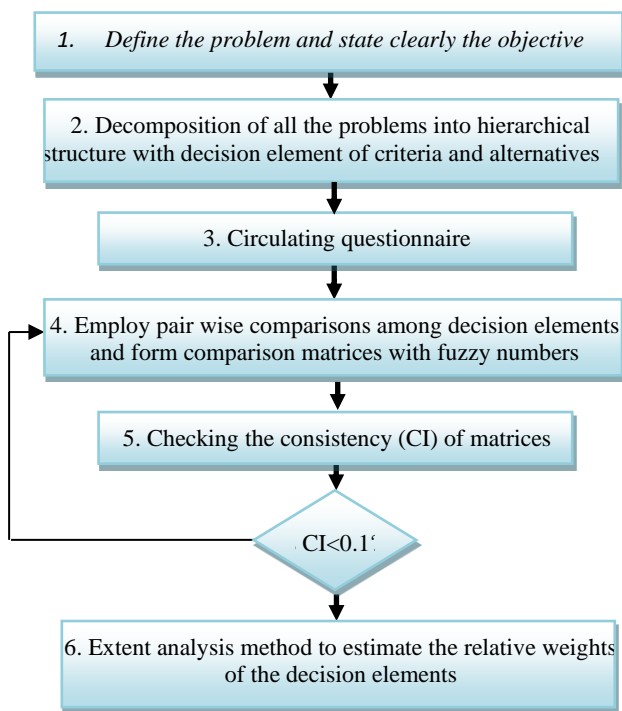 1. Define the problem and state clearly the objective
2. Decomposition of all the problems into hierarchical
structure with decision element of criteria and alternatives
3. Circulating questionnaire
4. Employ pair wise comparisons among decision elements
and form comparison matrices with fuzzy numbers
5. Checking the consistency (CI) of matrices
CI<0.1
6. Extent analysis method to estimate the relative weights
of the decision elements